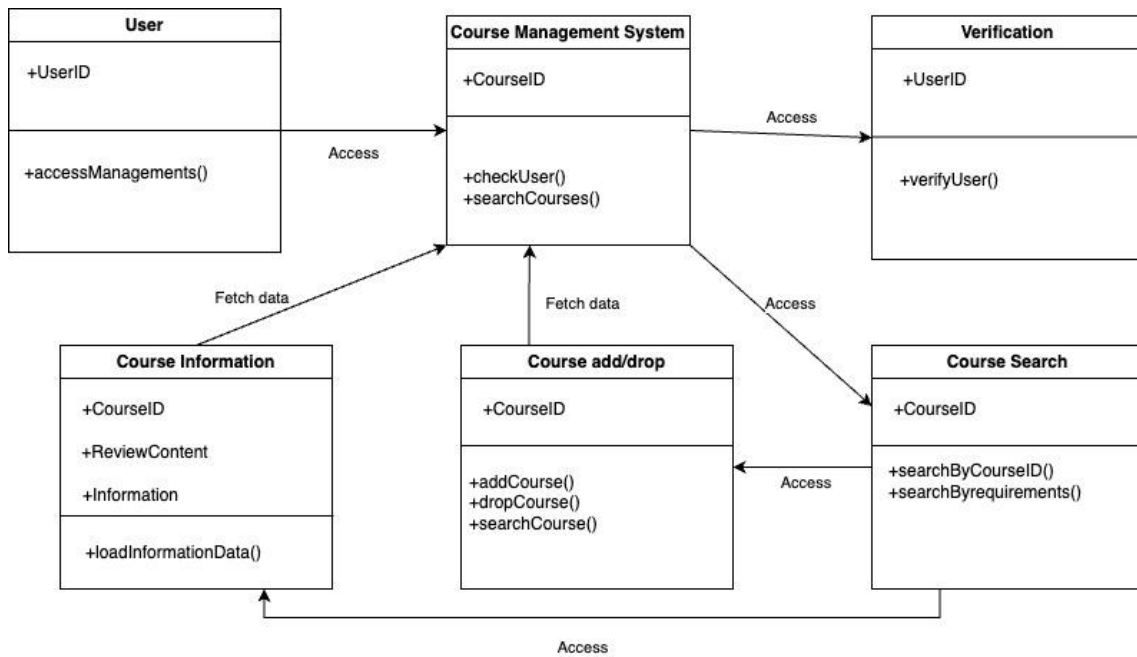 User
+UserID
+accessManagements()
Access
Course Management System
+CourseID
+checkUser()
+searchCourses()
Access
Verification
+UserID
+verifyUser()
Fetch data
Fetch data
Access
Course Information
+CourseID
+ReviewContent
+Information
+loadInformationData()
Course add/drop
+CourseID
+addCourse()
+dropCourse()
+searchCourse()
Access
Course Search
+CourseID
+searchByCourseID()
+searchByrequirements()
Access